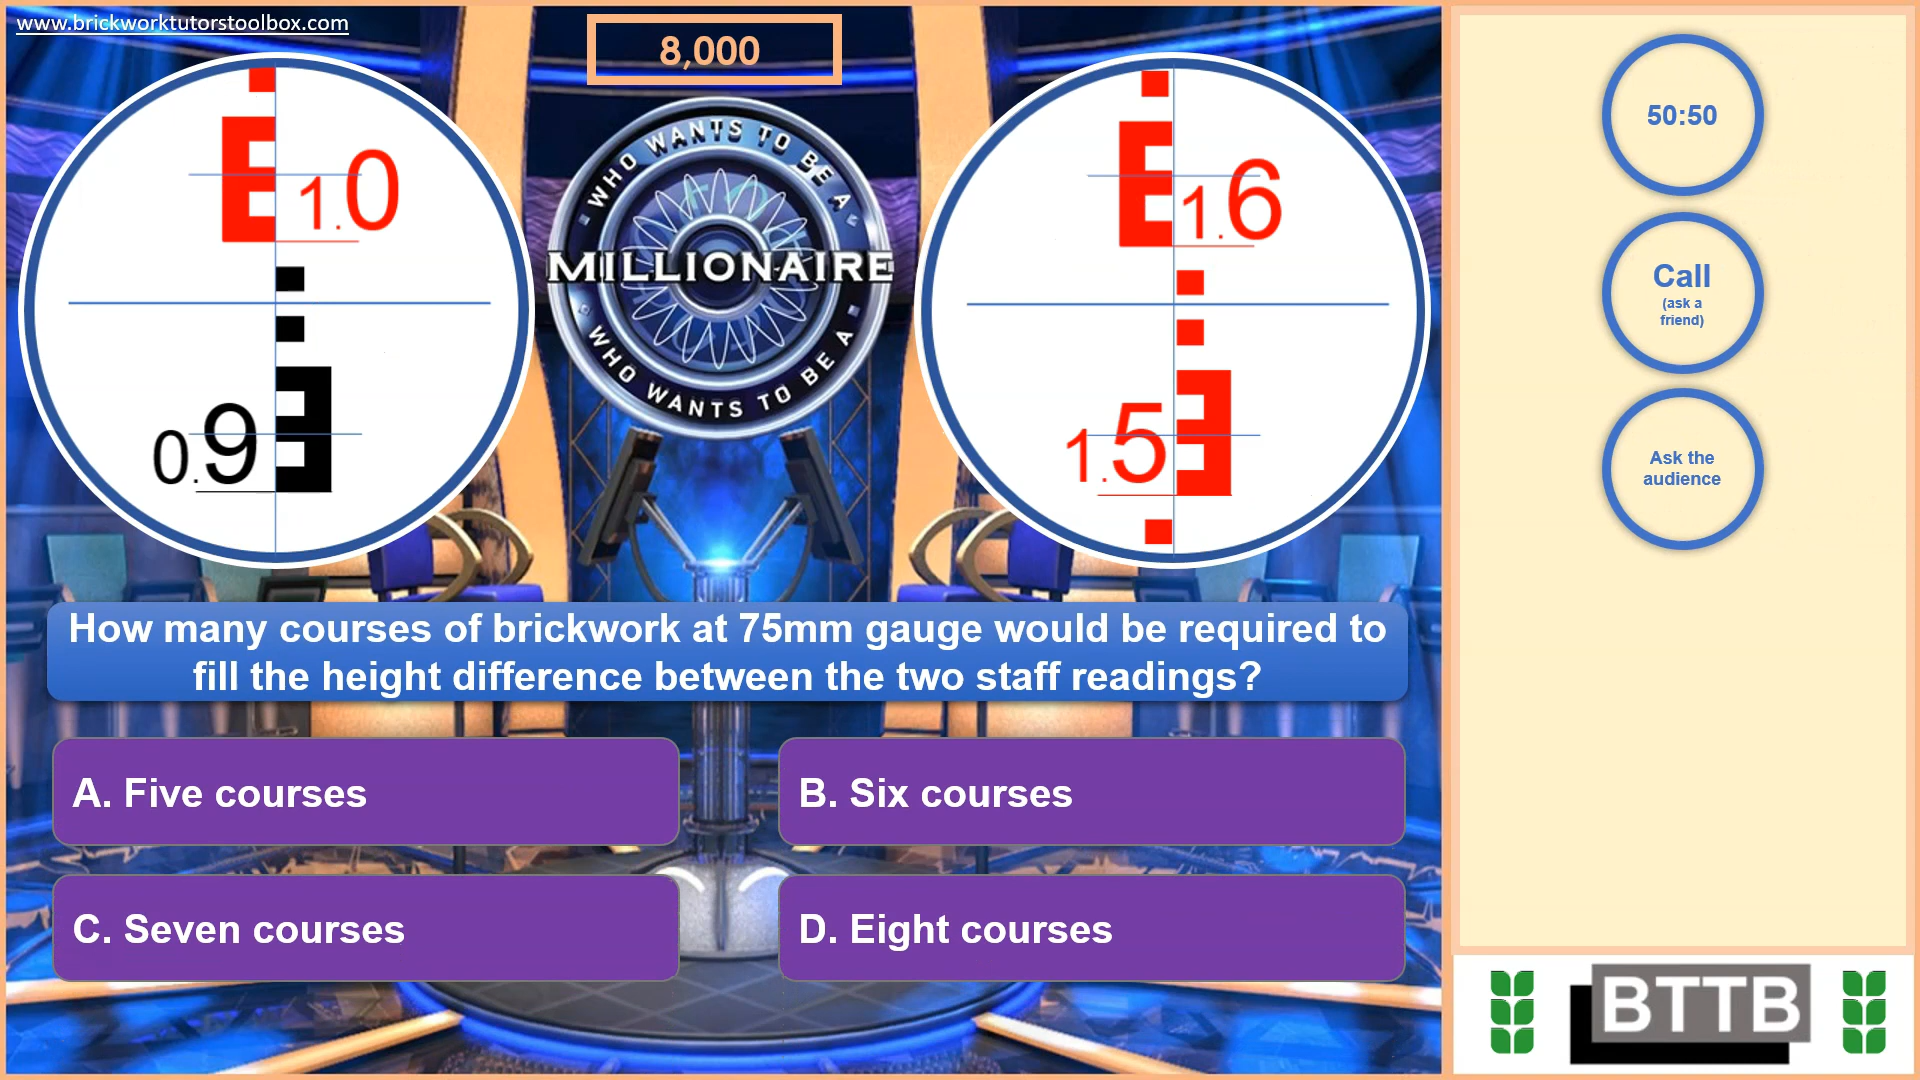 www.brickworktutorstoolbox.com
8,000
1.0
0.9
WHO WANTS TO BE A
MILLIONAIRE
WHO WANTS TO BE A
1.6
1.5
50:50
Call
(ask a
friend)
Ask the
audience
How many courses of brickwork at 75mm gauge would be required to
fill the height difference between the two staff readings?
A. Five courses
B. Six courses
C. Seven courses
D. Eight courses
BTTB